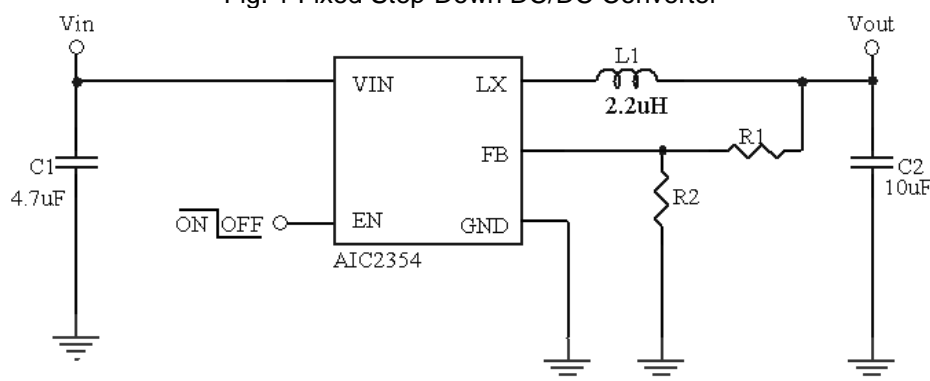 Fig. 1 Fixed Step-Down DC/DC Converter
Vin
Vout
L1
2.2uH
VIN
LX
R1
FB
C1
4.7uF
C2
10uF
R2
ON OFF
EN
GND
AIC2354